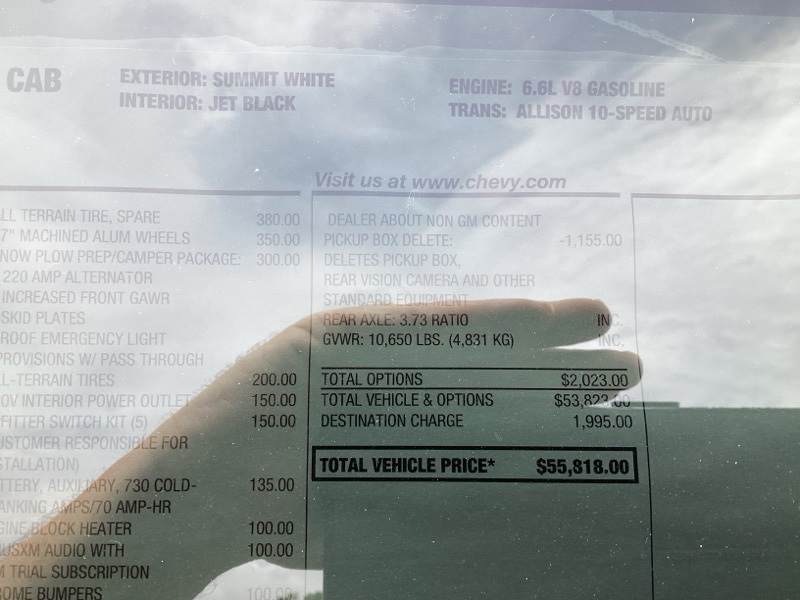 CAB
EXTERIOR: SUMMIT WHITE
INTERIOR: JET BLACK
ENGINE: 6.6L V8 GASOLINE
TRANS: ALLISON 10-SPEED AUTO
Visit us at www.chevy.com
LL TERRAIN TIRE, SPARE 380.00
7" MACHINED ALUM WHEELS 350.00
NOW PLOW PREP/CAMPER PACKAGE: 300.00
220 AMP ALTERNATOR
INCREASED FRONT GAWR
SKID PLATES
ROOF EMERGENCY LIGHT
PROVISIONS W/ PASS THROUGH
L-TERRAIN TIRES 200.00
0V INTERIOR POWER OUTLET 150.00
FITTER SWITCH KIT (5) 150.00
USTOMER RESPONSIBLE FOR
STALLATION)
TTERY, AUXILIARY, 730 COLD- 135.00
ANKING AMPS/70 AMP-HR
GINE BLOCK HEATER 100.00
IUSXM AUDIO WITH 100.00
M TRIAL SUBSCRIPTION
ROME BUMPERS 100.00
DEALER ABOUT NON GM CONTENT
PICKUP BOX DELETE: -1,155.00
DELETES PICKUP BOX,
REAR VISION CAMERA AND OTHER
STANDARD EQUIPMENT
REAR AXLE: 3.73 RATIO INC.
GVWR: 10,650 LBS. (4,831 KG) INC.
TOTAL OPTIONS $2,023.00
TOTAL VEHICLE & OPTIONS $53,823.00
DESTINATION CHARGE 1,995.00
TOTAL VEHICLE PRICE* $55,818.00